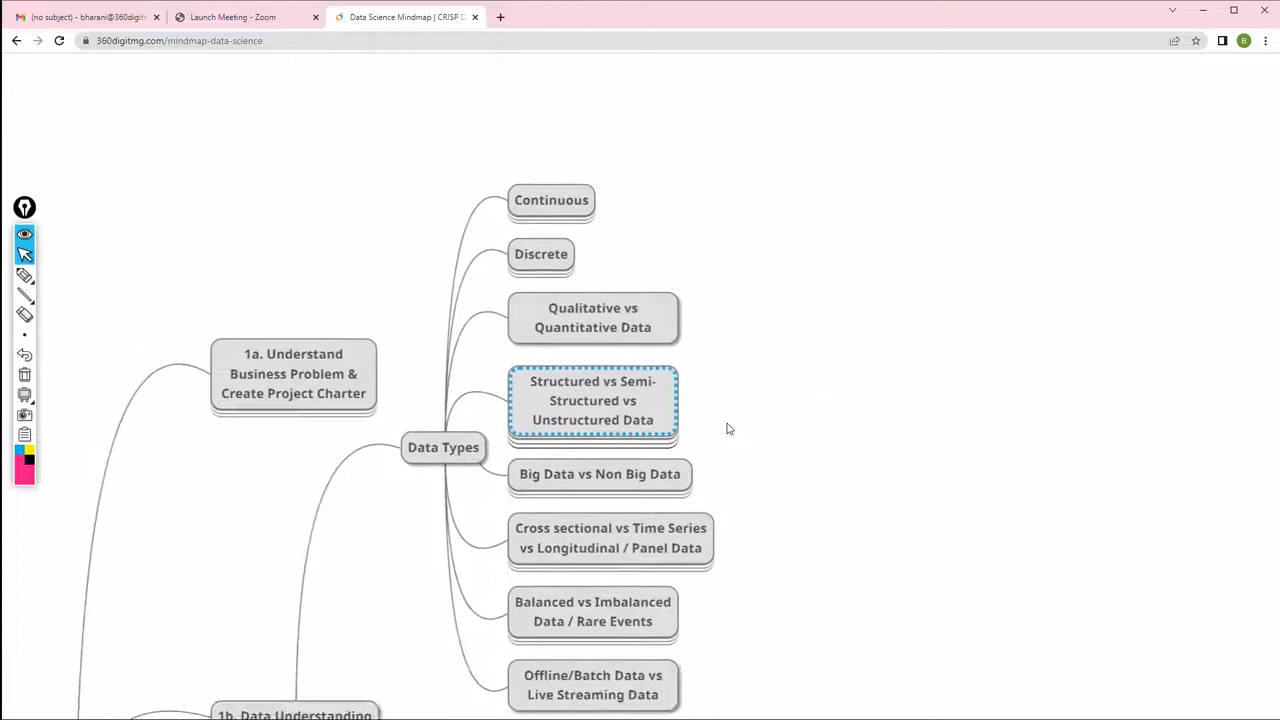 (no subject) - bharani@360digit
Launch Meeting - Zoom
Data Science Mindmap | CRISP D
360digitmg.com/mindmap-data-science
B
Continuous
Discrete
Qualitative vs
Quantitative Data
1a. Understand
Business Problem &
Create Project Charter
Structured vs Semi-
Structured vs
Unstructured Data
Data Types
Big Data vs Non Big Data
Cross sectional vs Time Series
vs Longitudinal / Panel Data
Balanced vs Imbalanced
Data / Rare Events
Offline/Batch Data vs
Live Streaming Data
1b. Data Understanding